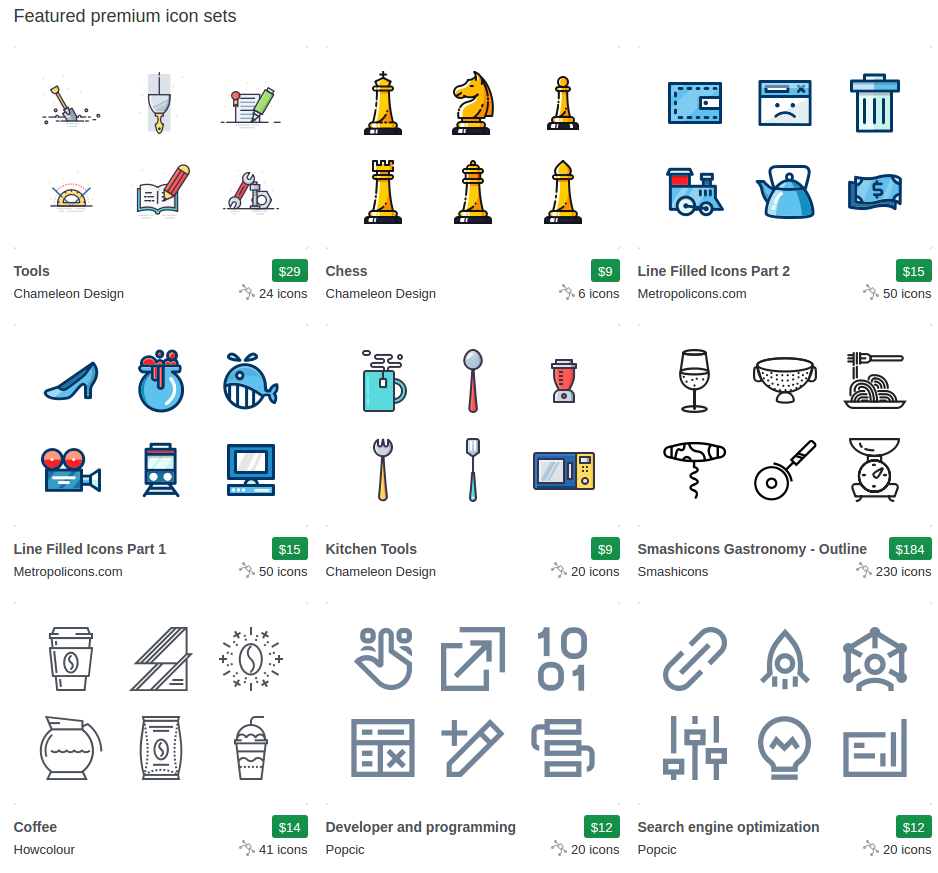 Featured premium icon sets
Tools $29
Chameleon Design 24 icons
Chess $9
Chameleon Design 6 icons
Line Filled Icons Part 2 $15
Metropolicons.com 50 icons
Line Filled Icons Part 1 $15
Metropolicons.com 50 icons
Kitchen Tools $9
Chameleon Design 20 icons
Smashicons Gastronomy - Outline $184
Smashicons 230 icons
10
01
Coffee $14
Howcolour 41 icons
Developer and programming $12
Popcic 20 icons
Search engine optimization $12
Popcic 20 icons